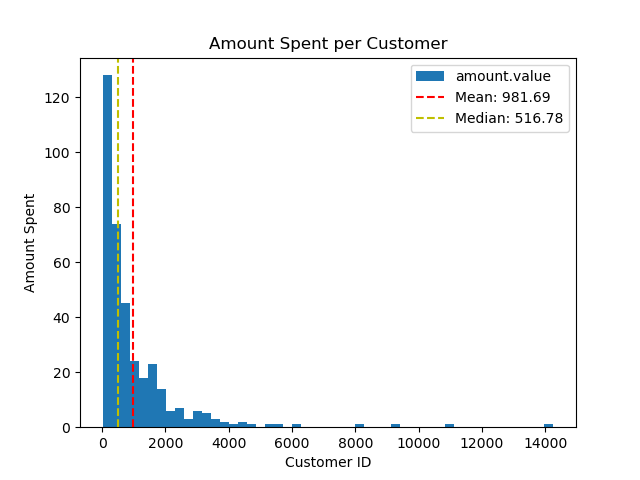 Amount Spent per Customer
amount.value
Mean: 981.69
Median: 516.78
120
100
80
60
40
20
0
Amount Spent
0 2000 4000 6000 8000 10000 12000 14000
Customer ID